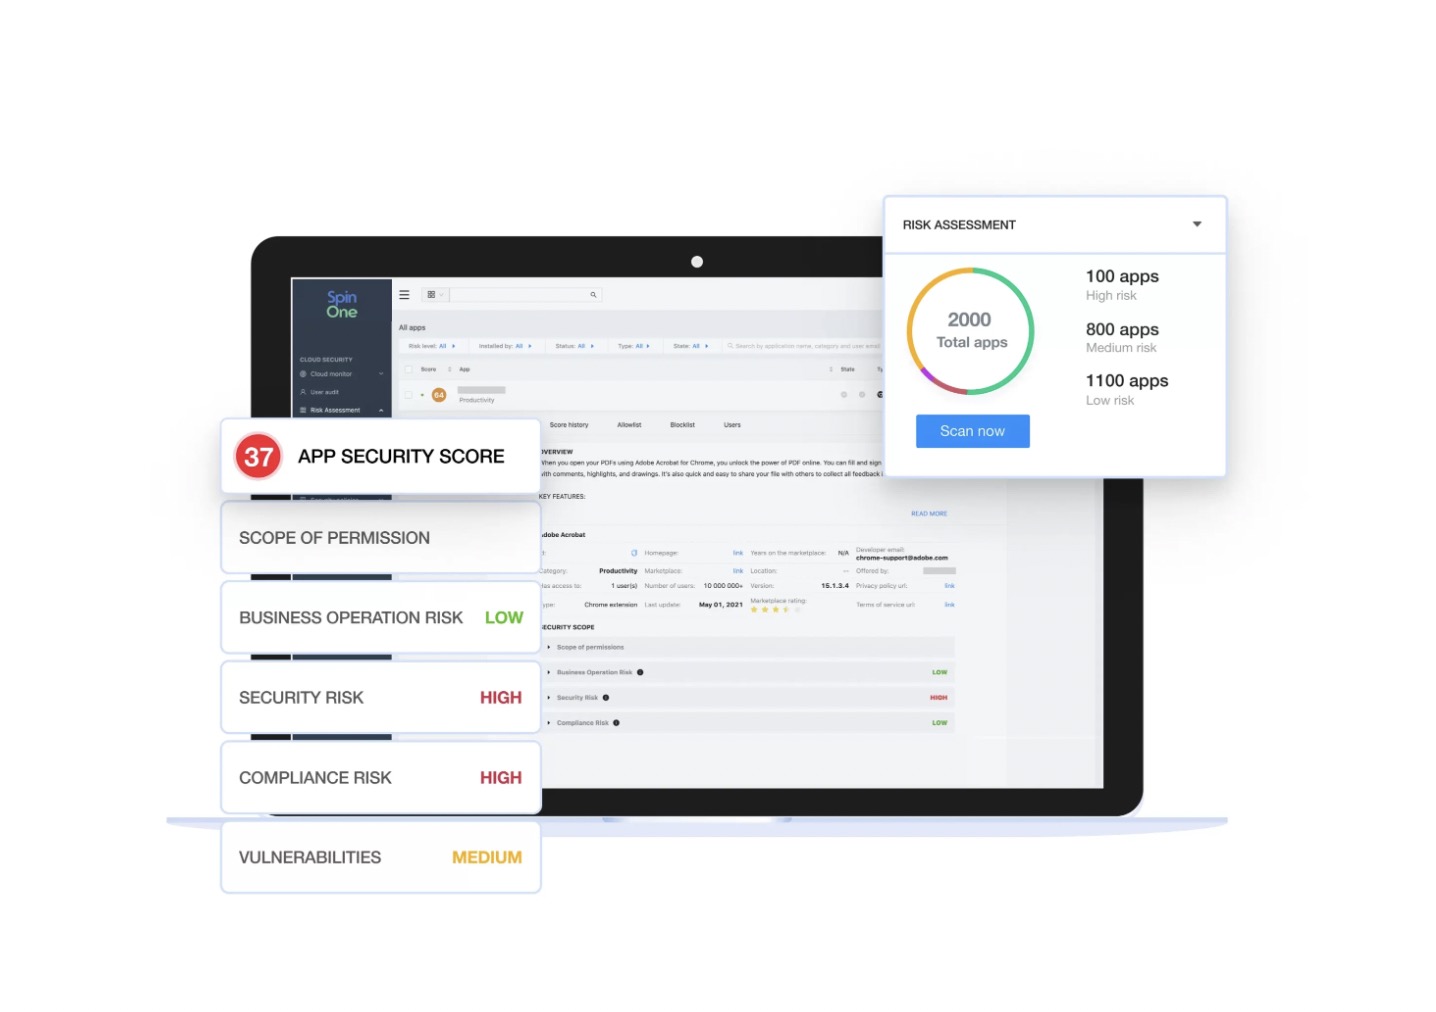 RISK ASSESSMENT
2000
Total apps
100 apps
High risk
800 apps
Medium risk
1100 apps
Low risk
Scan now
Spin
One
CLOUD SECURITY
Cloud monitor
User audit
Risk Assessment
All apps
Risk level: All
Installed by: All
Status: All
Type: All
State: All
Search by application name, category and user email
Score
App
State
64
Productivity
Score history
Allowlist
Blocklist
Users
37 APP SECURITY SCORE
SCOPE OF PERMISSION
BUSINESS OPERATION RISK LOW
SECURITY RISK HIGH
COMPLIANCE RISK HIGH
VULNERABILITIES MEDIUM
OVERVIEW
When you open your PDFs using Adobe Acrobat for Chrome, you unlock the power of PDF online. You can fill and sign
with comments, highlights, and drawings. It's also quick and easy to share your file with others to collect all feedback
KEY FEATURES:
READ MORE
Adobe Acrobat
Homepage: link
Years on the marketplace: N/A
Developer email:
chrome-support@adobe.com
Category: Productivity
Marketplace: link
Location: --
Offered by:
Has access to: 1 user(s)
Number of users: 10 000 000+
Version: 15.1.3.4
Privacy policy url: link
Type: Chrome extension
Last update: May 01, 2021
Marketplace rating:
Terms of service url: link
SECURITY SCOPE
Scope of permissions
Business Operation Risk LOW
Security Risk HIGH
Compliance Risk LOW